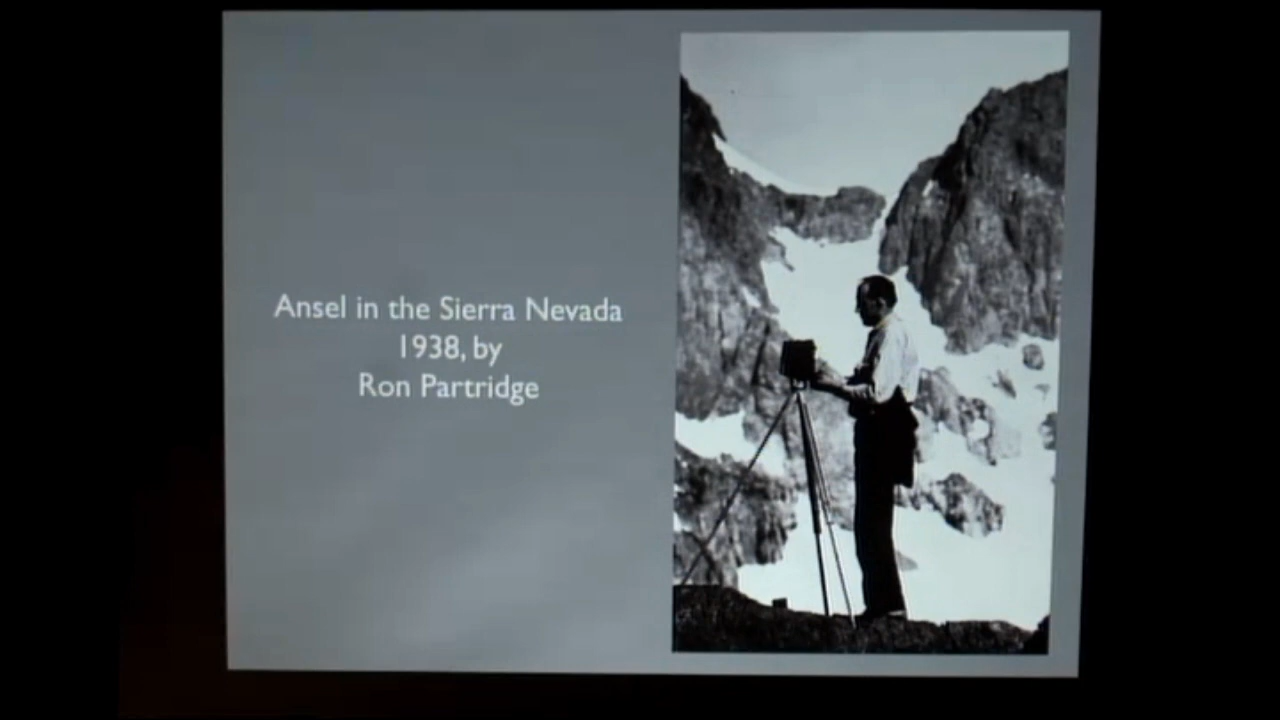 Ansel in the Sierra Nevada
1938, by
Ron Partridge